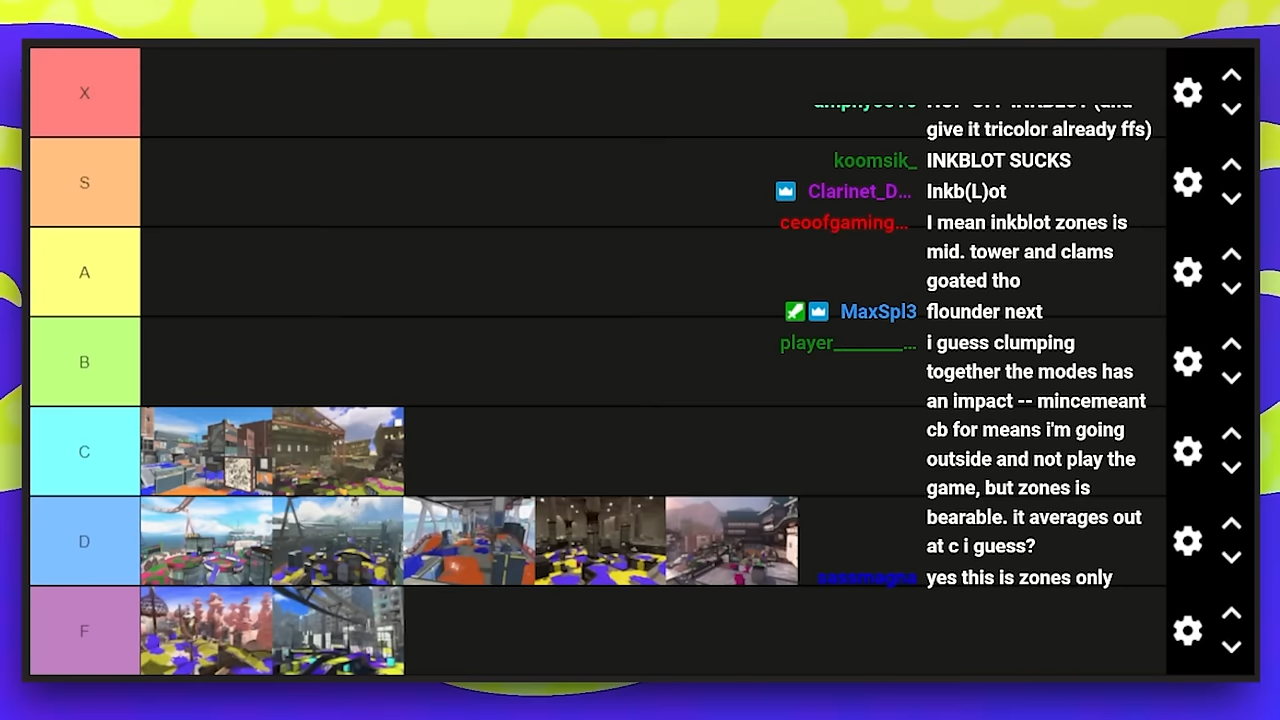 X
give it tricolor already ffs)
S
koomsik_ INKBLOT SUCKS
Clarinet_D... Inkb(L)ot
ceoofgaming... I mean inkblot zones is
mid. tower and clams
A
goated tho
MaxSpl3 flounder next
player________... i guess clumping
B
together the modes has
an impact -- mincemeant
cb for means i'm going
C
outside and not play the
game, but zones is
bearable. it averages out
D
at c i guess?
sassmagna yes this is zones only
F